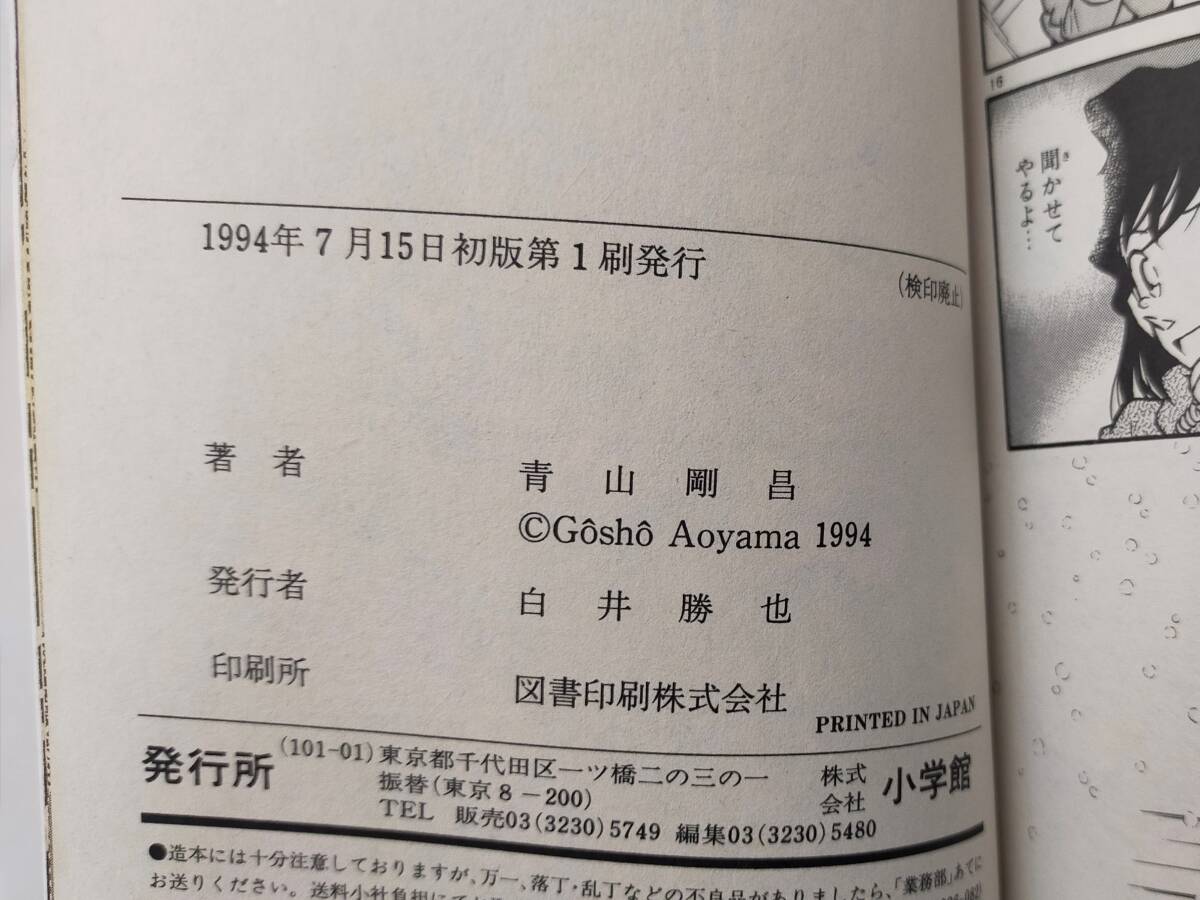 1994年7月15日初版第1刷発行
(検印廃止)
著者 青山剛昌
©Gôshô Aoyama 1994
発行者 白井勝也
印刷所 図書印刷株式会社
PRINTED IN JAPAN
発行所 (101-01)東京都千代田区一ツ橋二の三の一 株式会社 小学館
振替(東京8-200)
TEL 販売03(3230)5749 編集03(3230)5480
●造本には十分注意しておりますが、万一、落丁・乱丁などの不良品がありましたら、「業務部」あてに
お送りください。送料小社負担にてお
16
聞かせて
やるよ…